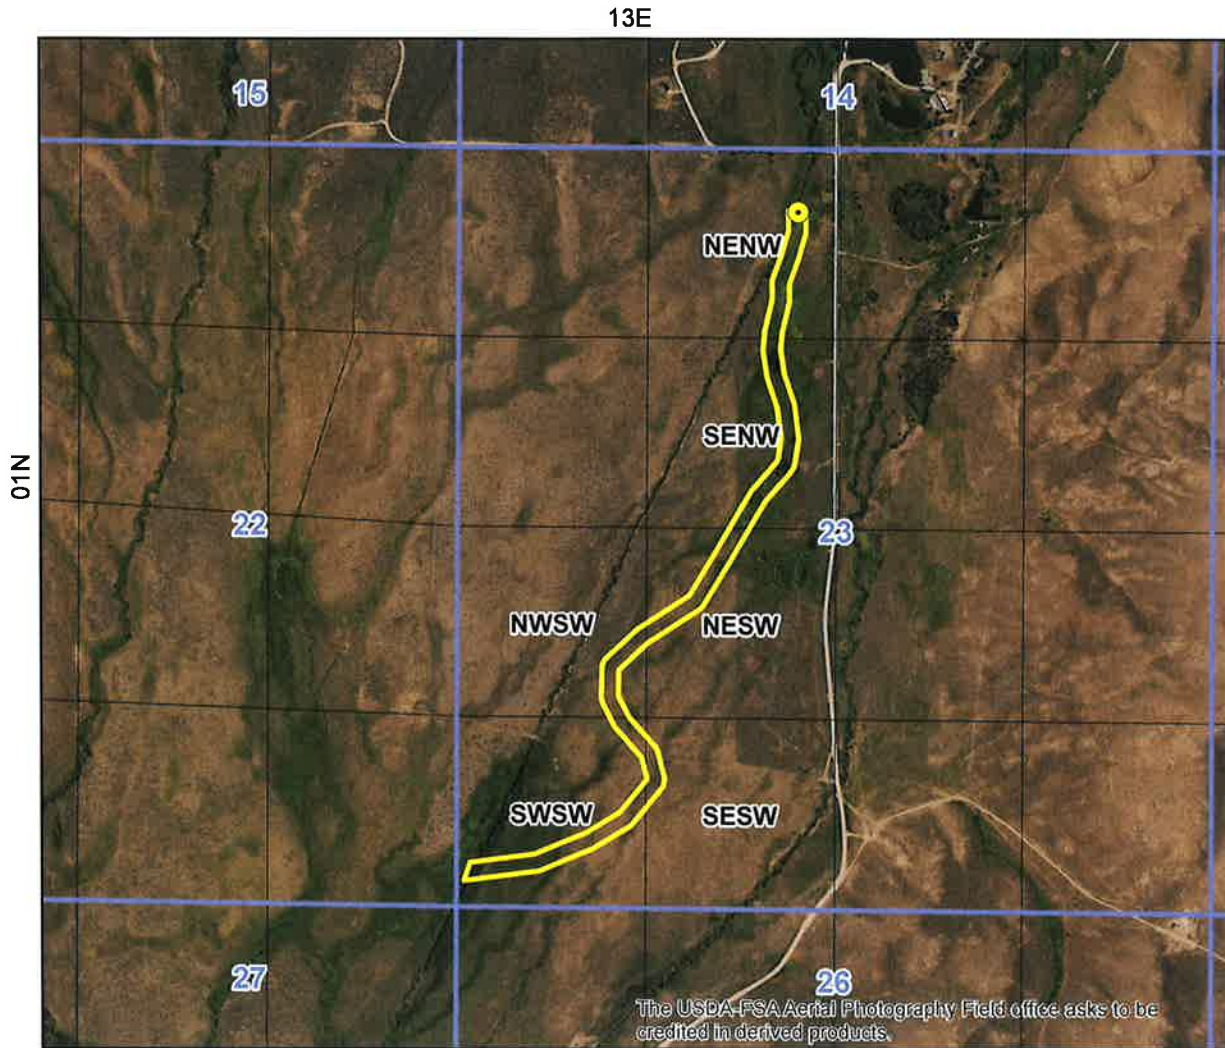 13E
15
14
NENW
01N
SENW
22
23
NWSW
NESW
SWSW
SESW
27
26
The USDA-FSA Aerial Photography Field office asks to be
credited in derived products.